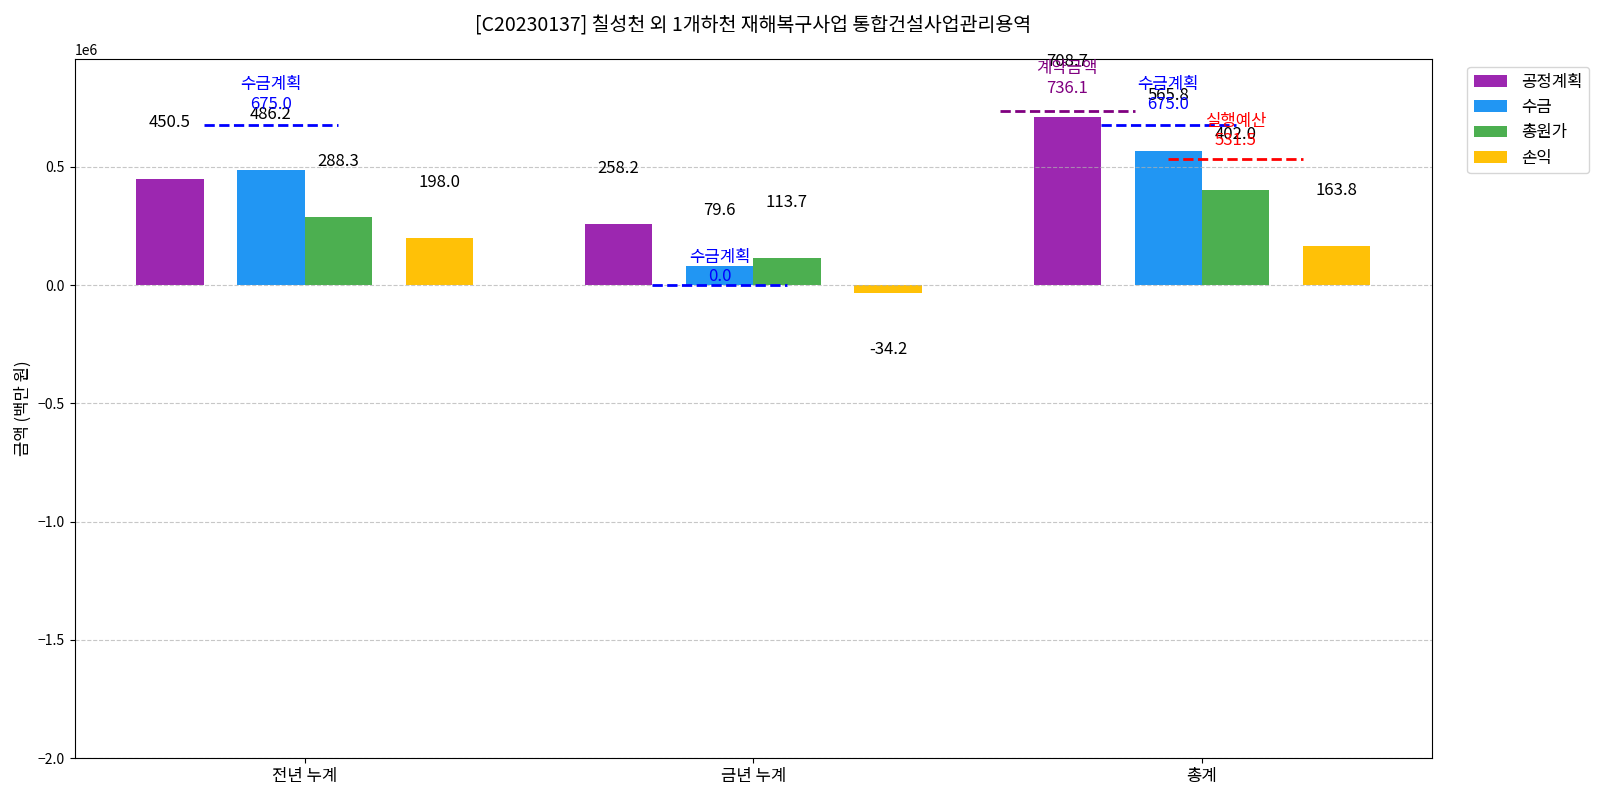 [C20230137] 칠성천 외 1개하천 재해복구사업 통합건설사업관리용역
1e6
금액 (백만 원)
0.5
0.0
−0.5
−1.0
−1.5
−2.0
수금계획
675.0
450.5
486.2
288.3
198.0
258.2
79.6
113.7
수금계획
0.0
-34.2
708.7
계약금액
736.1
수금계획
565.8
675.0
실행예산
402.0
531.5
163.8
전년 누계
금년 누계
총계
공정계획
수금
총원가
손익